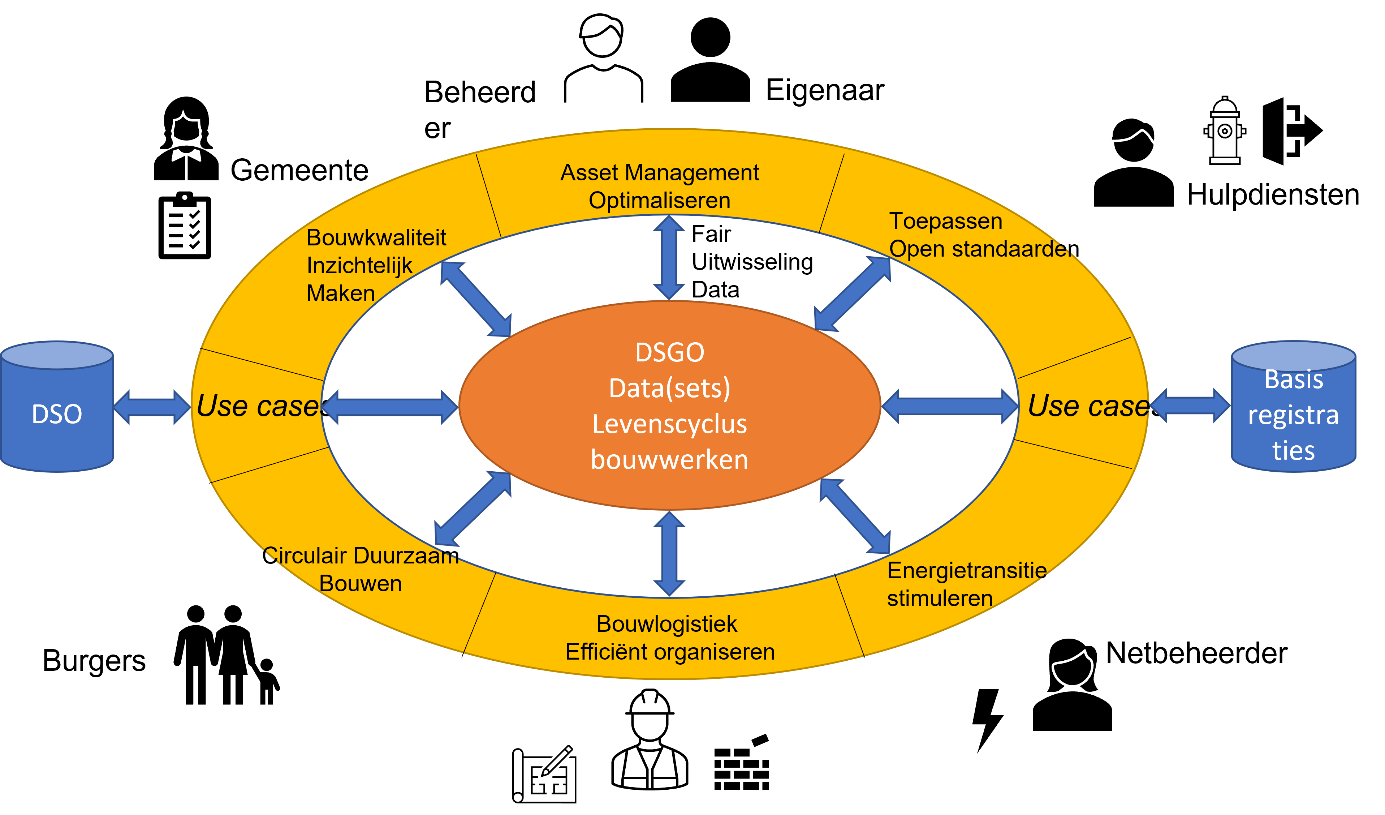 Beheerd
er
Eigenaar
Gemeente
Hulpdiensten
Asset Management
Optimaliseren
Bouwkwaliteit
Inzichtelijk
Maken
Fair
Uitwisseling
Data
Toepassen
Open standaarden
DSO
Use cases
DSGO
Data(sets)
Levenscyclus
bouwwerken
Use cases
Basis
registra
ties
Circulair Duurzaam
Bouwen
Bouwlogistiek
Efficiënt organiseren
Energietransitie
stimuleren
Burgers
Netbeheerder